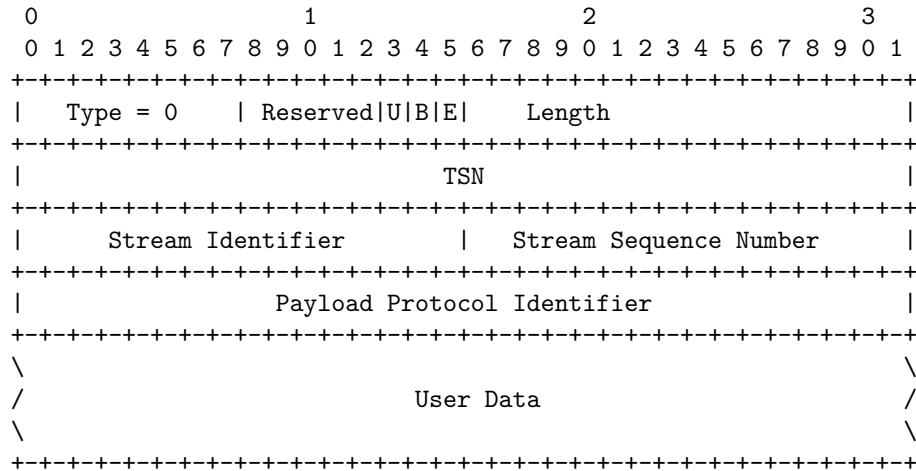 0                   1                   2                   3
 0 1 2 3 4 5 6 7 8 9 0 1 2 3 4 5 6 7 8 9 0 1 2 3 4 5 6 7 8 9 0 1
+-+-+-+-+-+-+-+-+-+-+-+-+-+-+-+-+-+-+-+-+-+-+-+-+-+-+-+-+-+-+-+-+
|   Type = 0    | Reserved|U|B|E|    Length                     |
+-+-+-+-+-+-+-+-+-+-+-+-+-+-+-+-+-+-+-+-+-+-+-+-+-+-+-+-+-+-+-+-+
|                              TSN                              |
+-+-+-+-+-+-+-+-+-+-+-+-+-+-+-+-+-+-+-+-+-+-+-+-+-+-+-+-+-+-+-+-+
|      Stream Identifier        |   Stream Sequence Number      |
+-+-+-+-+-+-+-+-+-+-+-+-+-+-+-+-+-+-+-+-+-+-+-+-+-+-+-+-+-+-+-+-+
|                  Payload Protocol Identifier                  |
+-+-+-+-+-+-+-+-+-+-+-+-+-+-+-+-+-+-+-+-+-+-+-+-+-+-+-+-+-+-+-+-+
\                                                               \
/                            User Data                          /
\                                                               \
+-+-+-+-+-+-+-+-+-+-+-+-+-+-+-+-+-+-+-+-+-+-+-+-+-+-+-+-+-+-+-+-+